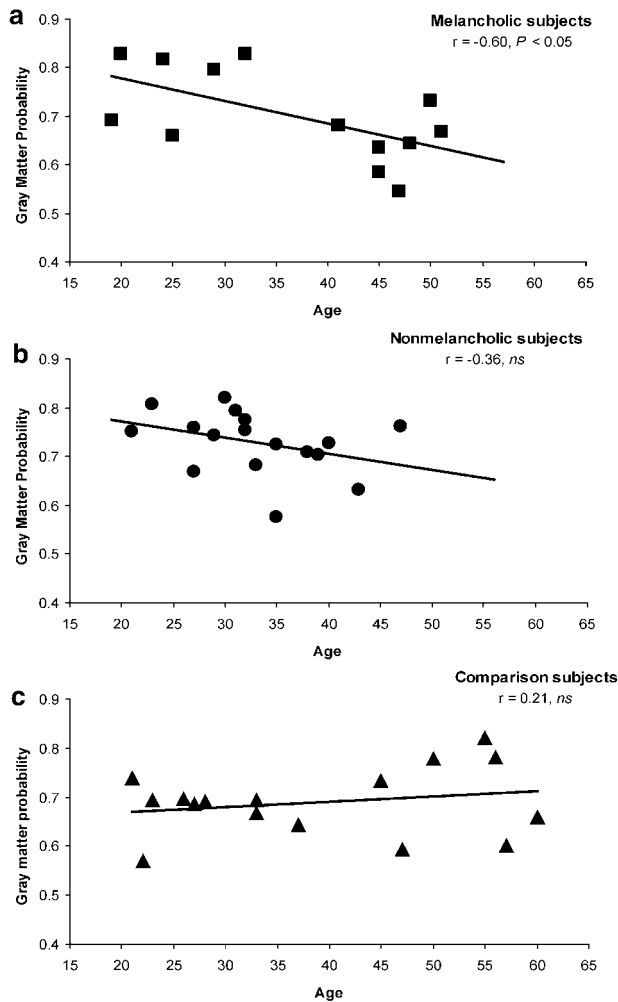 a
Melancholic subjects
r = -0.60, P < 0.05
Gray Matter Probability
0.9
0.8
0.7
0.6
0.5
0.4
15 20 25 30 35 40 45 50 55 60 65
Age
b
Nonmelancholic subjects
r = -0.36, ns
Gray Matter Probability
0.9
0.8
0.7
0.6
0.5
0.4
15 20 25 30 35 40 45 50 55 60 65
Age
c
Comparison subjects
r = 0.21, ns
Gray matter probability
0.9
0.8
0.7
0.6
0.5
0.4
15 20 25 30 35 40 45 50 55 60 65
Age